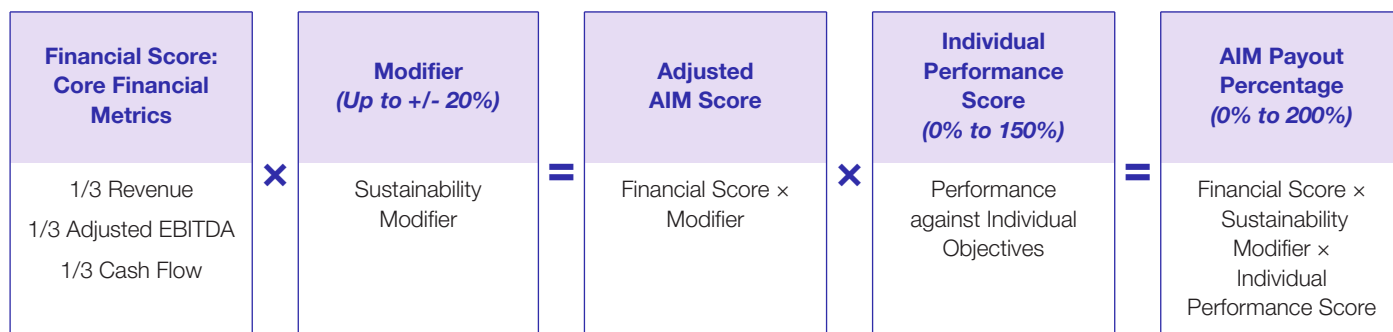 Financial Score:
Core Financial
Metrics
1/3 Revenue
1/3 Adjusted EBITDA
1/3 Cash Flow
×
Modifier
(Up to +/- 20%)
Sustainability
Modifier
=
Adjusted
AIM Score
Financial Score ×
Modifier
×
Individual
Performance
Score
(0% to 150%)
Performance
against Individual
Objectives
=
AIM Payout
Percentage
(0% to 200%)
Financial Score ×
Sustainability
Modifier ×
Individual
Performance Score